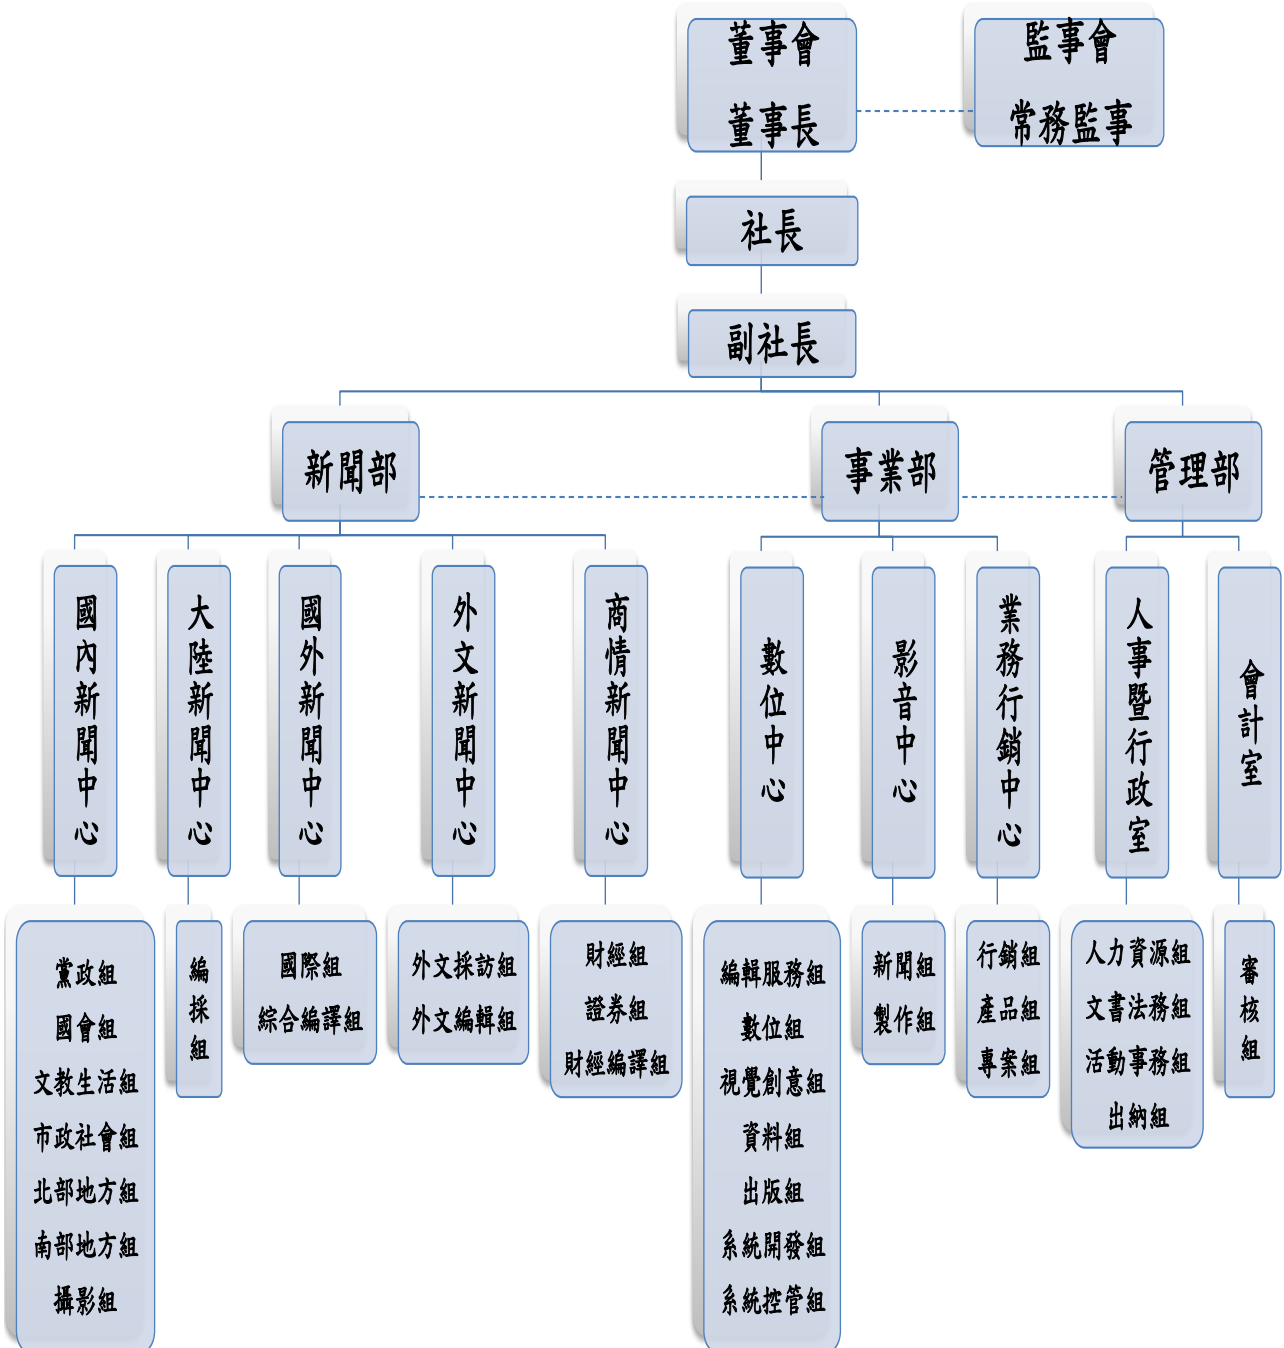 董事會
董事長
監事會
常務監事
社長
副社長
新聞部
事業部
管理部
國內新聞中心
大陸新聞中心
國外新聞中心
外文新聞中心
商情新聞中心
數位中心
影音中心
業務行銷中心
人事暨行政室
會計室
黨政組
國會組
文教生活組
市政社會組
北部地方組
南部地方組
攝影組
編採組
國際組
綜合編譯組
外文採訪組
外文編輯組
財經組
證券組
財經編譯組
編輯服務組
數位組
視覺創意組
資料組
出版組
系統開發組
系統控管組
新聞組
製作組
行銷組
產品組
專案組
人力資源組
文書法務組
活動事務組
出納組
審核組